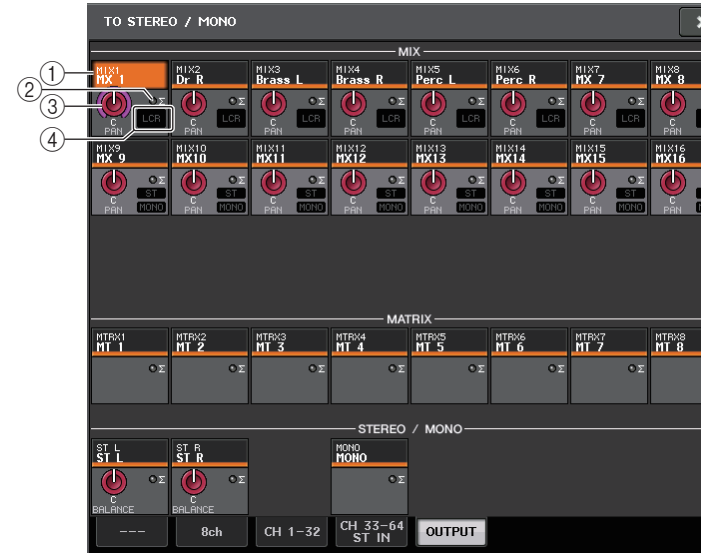 TO STEREO / MONO
MIX
① ② ③ ④
MIX1 MIX2 MIX3 MIX4 MIX5 MIX6 MIX7 MIX8
MX 1 Dr R Brass L Brass R Perc L Perc R MX 7 MX 8
Σ Σ Σ Σ Σ Σ Σ Σ
LCR LCR LCR LCR LCR LCR LCR
C C C C C C C C
PAN PAN PAN PAN PAN PAN PAN PAN
MIX9 MIX10 MIX11 MIX12 MIX13 MIX14 MIX15 MIX16
MX 9 MX10 MX11 MX12 MX13 MX14 MX15 MX16
Σ Σ Σ Σ Σ Σ Σ Σ
ST ST ST ST ST ST ST
C C C C C C C C
PAN MONO PAN MONO PAN MONO PAN MONO PAN MONO PAN MONO PAN MONO PAN
MATRIX
MTRX1 MTRX2 MTRX3 MTRX4 MTRX5 MTRX6 MTRX7 MTRX8
MT 1 MT 2 MT 3 MT 4 MT 5 MT 6 MT 7 MT 8
Σ Σ Σ Σ Σ Σ Σ
STEREO / MONO
ST L ST R MONO
ST L ST R MONO
Σ Σ Σ
C C
BALANCE BALANCE
--- 8ch CH 1-32 CH 33-64 OUTPUT
ST IN